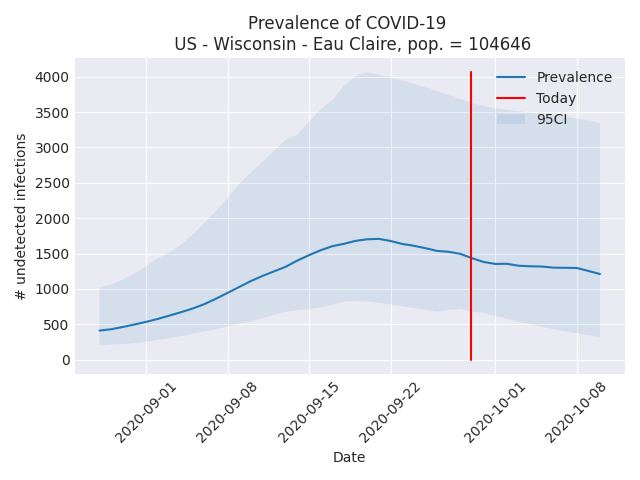 Prevalence of COVID-19
US - Wisconsin - Eau Claire, pop. = 104646
4000
3500
3000
2500
2000
1500
1000
500
0
# undetected infections
Prevalence
Today
95CI
2020-09-01
2020-09-08
2020-09-15
2020-09-22
2020-10-01
2020-10-08
Date